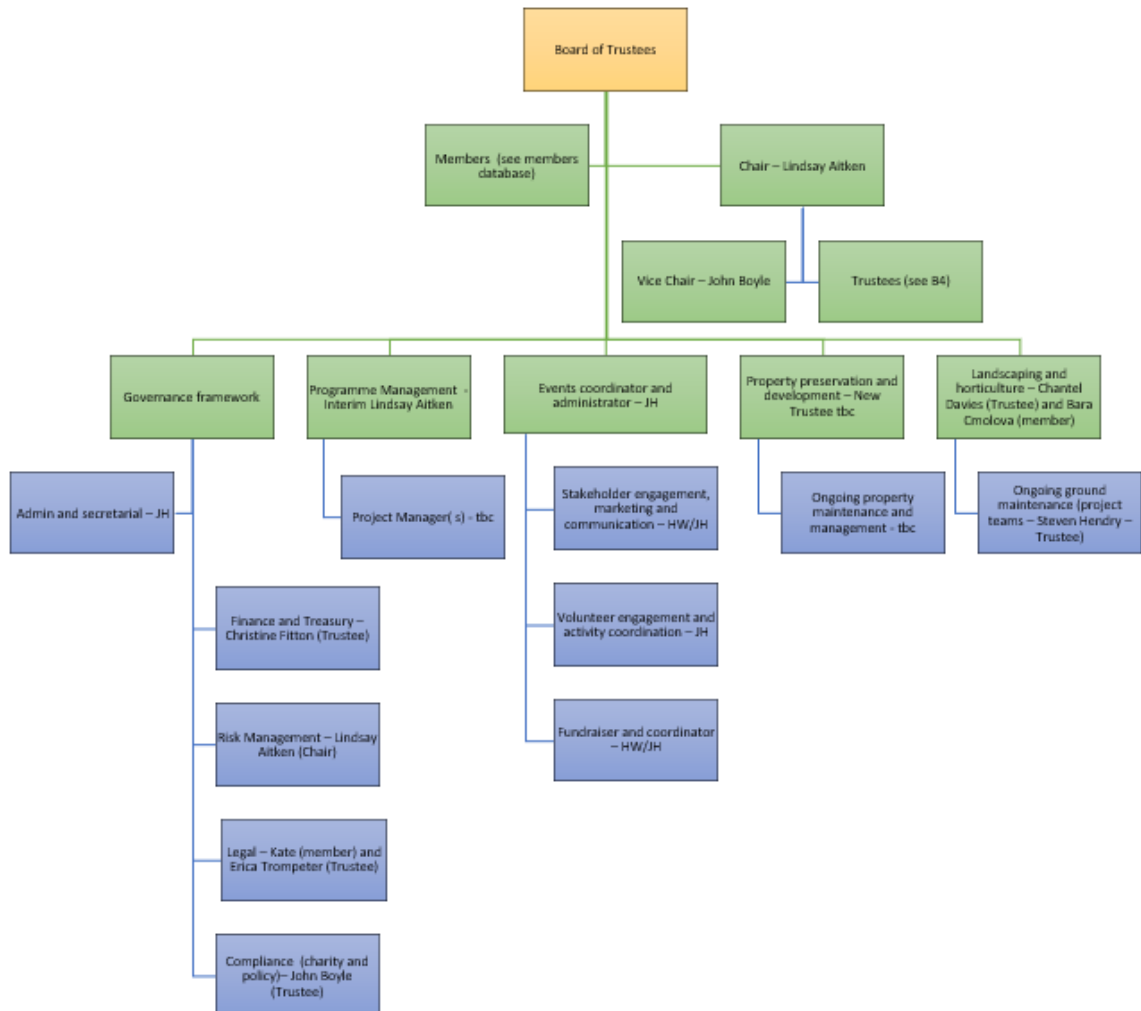 Board of Trustees
Members  (see members
database)
Chair – Lindsay Aitken
Vice Chair – John Boyle
Trustees (see B4)
Governance framework
Programme Management  -
Interim Lindsay Aitken
Events coordinator and
administrator – JH
Property preservation and
development – New
Trustee tbc
Landscaping and
horticulture – Chantel
Davies (Trustee) and Bara
Cmolova (member)
Admin and secretarial – JH
Project Manager( s) - tbc
Stakeholder engagement,
marketing and
communication – HW/JH
Ongoing property
maintenance and
management - tbc
Ongoing ground
maintenance (project
teams – Steven Hendry –
Trustee)
Finance and Treasury –
Christine Fitton (Trustee)
Volunteer engagement and
activity coordination – JH
Risk Management – Lindsay
Aitken (Chair)
Fundraiser and coordinator
– HW/JH
Legal – Kate (member) and
Erica Trompeter (Trustee)
Compliance  (charity and
policy)– John Boyle
(Trustee)